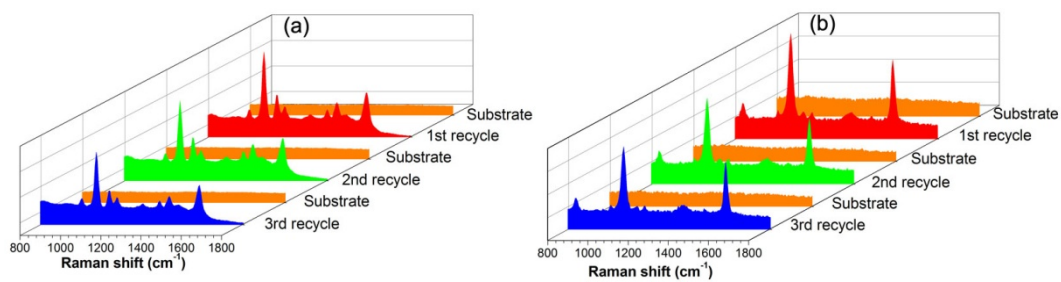 (a)
Substrate
1st recycle
Substrate
2nd recycle
Substrate
3rd recycle
800 1000 1200 1400 1600 1800
Raman shift (cm⁻¹)
(b)
Substrate
1st recycle
Substrate
2nd recycle
Substrate
3rd recycle
800 1000 1200 1400 1600 1800
Raman shift (cm⁻¹)